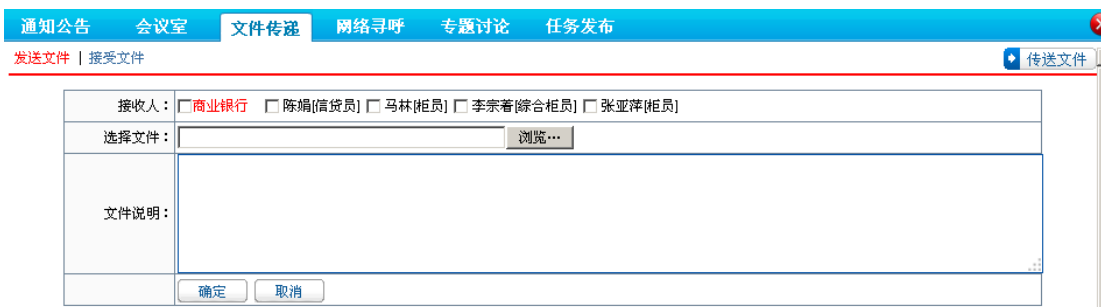 通知公告 会议室 文件传递 网络寻呼 专题讨论 任务发布
发送文件 | 接受文件 传送文件
接收人： 商业银行 陈娟[信贷员] 马林[柜员] 李宗着[综合柜员] 张亚萍[柜员]
选择文件： 浏览…
文件说明：
确定 取消